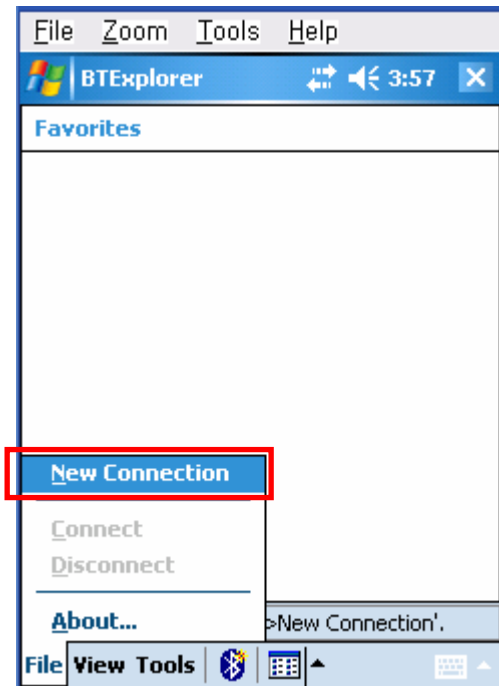 File Zoom Tools Help
BTExplorer 3:57
Favorites
New Connection
Connect
Disconnect
About...
>New Connection'.
File View Tools